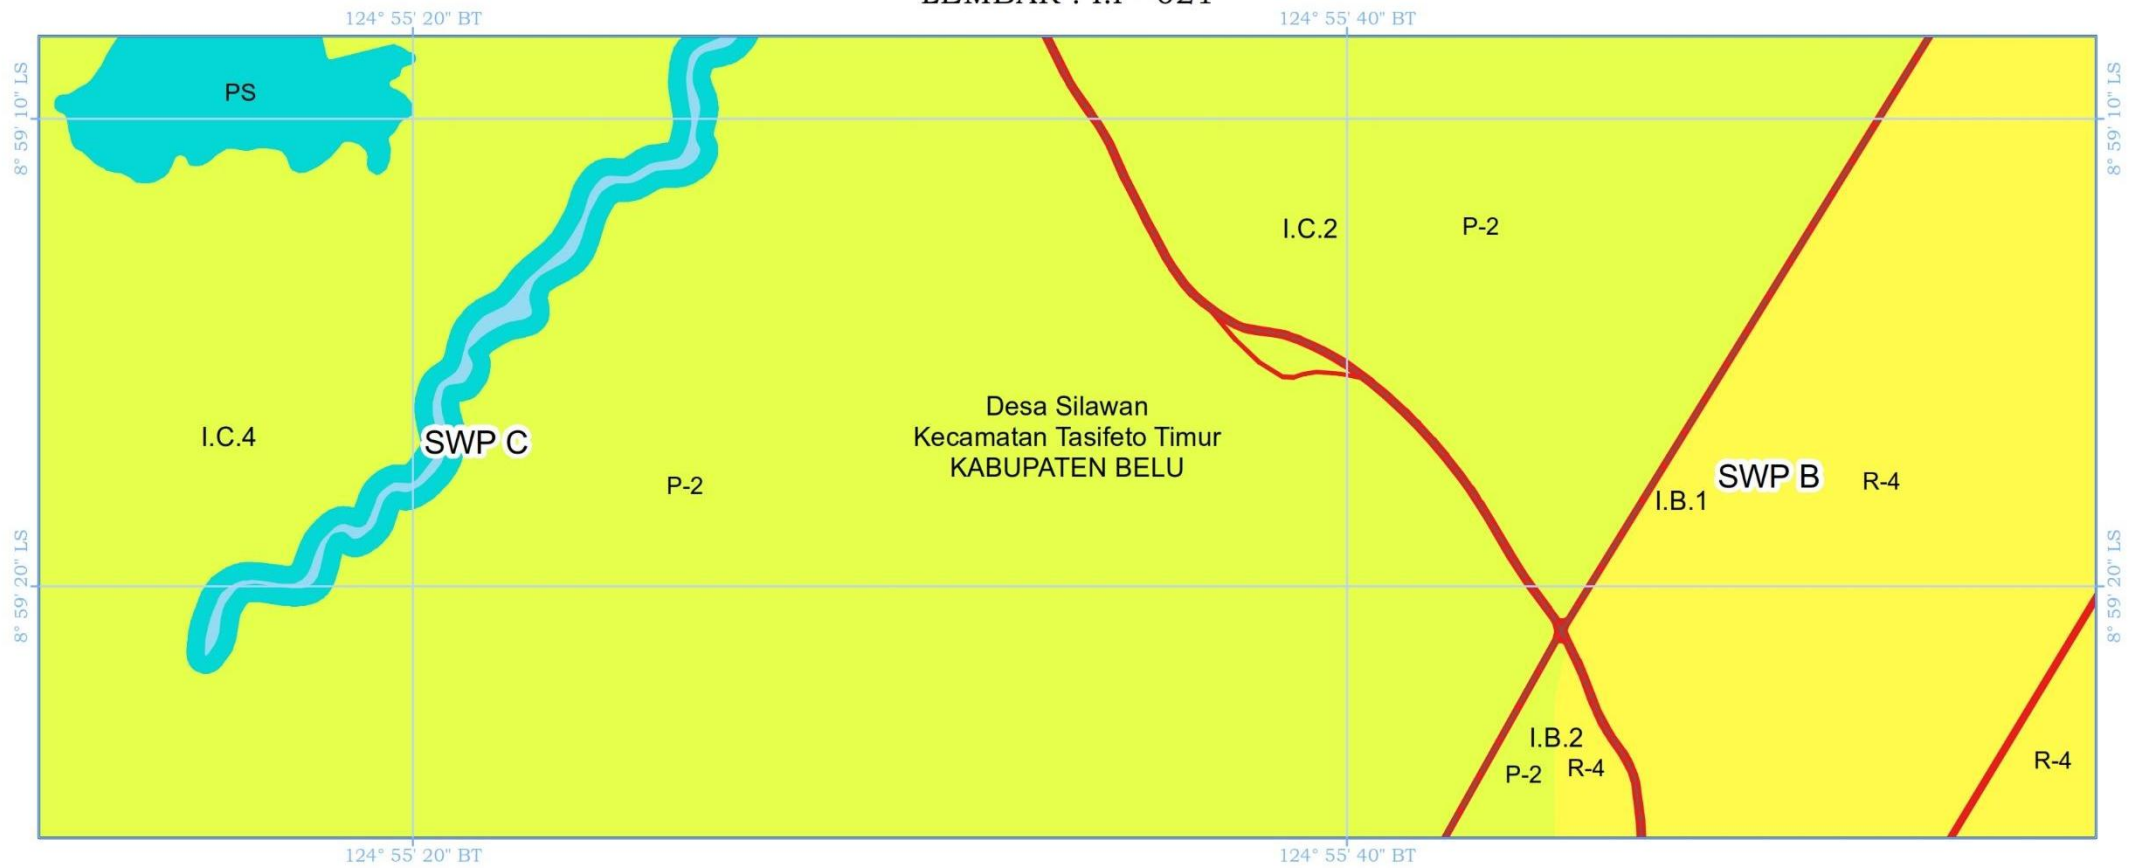 124° 55' 20" BT
124° 55' 40" BT
8° 59' 10" LS
8° 59' 10" LS
PS
I.C.2
P-2
Desa Silawan
Kecamatan Tasifeto Timur
KABUPATEN BELU
I.C.4
SWP C
P-2
SWP B
R-4
I.B.1
8° 59' 20" LS
8° 59' 20" LS
I.B.2
P-2
R-4
R-4
124° 55' 20" BT
124° 55' 40" BT